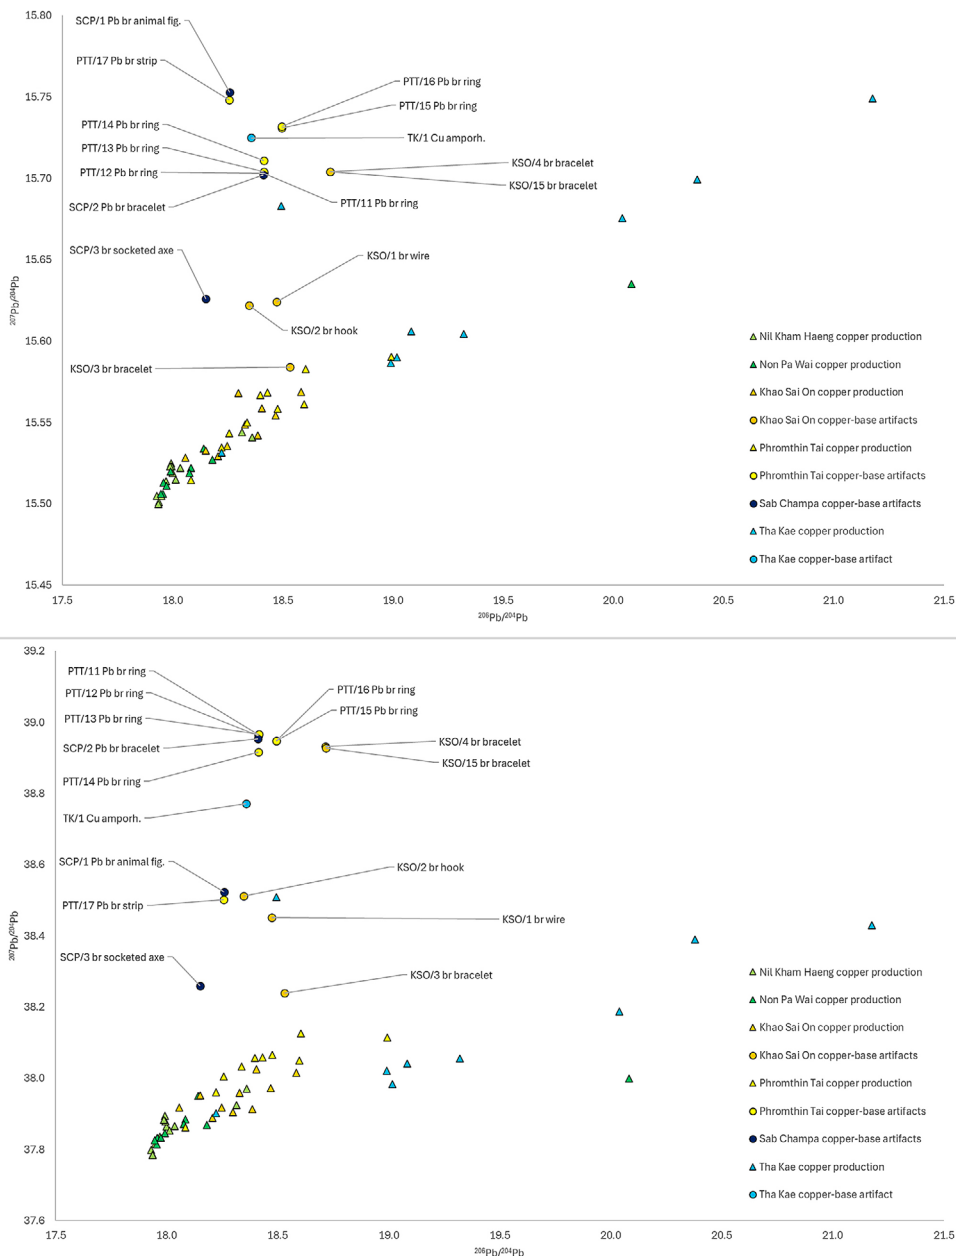 15.80
SCP/1 Pb br animal fig.
PTT/17 Pb br strip
PTT/16 Pb br ring
15.75
PTT/15 Pb br ring
PTT/14 Pb br ring
TK/1 Cu amporh.
PTT/13 Pb br ring
KSO/4 br bracelet
PTT/12 Pb br ring
15.70
KSO/15 br bracelet
SCP/2 Pb br bracelet
PTT/11 Pb br ring
SCP/3 br socketed axe
KSO/1 br wire
15.65
²⁰⁷Pb/²⁰⁴Pb
KSO/2 br hook
15.60
KSO/3 br bracelet
15.55
15.50
15.45
Nil Kham Haeng copper production
Non Pa Wai copper production
Khao Sai On copper production
Khao Sai On copper-base artifacts
Phromthin Tai copper production
Phromthin Tai copper-base artifacts
Sab Champa copper-base artifacts
Tha Kae copper production
Tha Kae copper-base artifact
17.5 18.0 18.5 19.0 19.5 20.0 20.5 21.0 21.5
²⁰⁶Pb/²⁰⁴Pb
39.2
PTT/11 Pb br ring
PTT/12 Pb br ring
PTT/16 Pb br ring
PTT/15 Pb br ring
PTT/13 Pb br ring
39.0
SCP/2 Pb br bracelet
KSO/4 br bracelet
KSO/15 br bracelet
PTT/14 Pb br ring
38.8
TK/1 Cu amporh.
SCP/1 Pb br animal fig.
38.6
KSO/2 br hook
PTT/17 Pb br strip
KSO/1 br wire
²⁰⁷Pb/²⁰⁴Pb
38.4
SCP/3 br socketed axe
KSO/3 br bracelet
38.2
38.0
37.8
37.6
Nil Kham Haeng copper production
Non Pa Wai copper production
Khao Sai On copper production
Khao Sai On copper-base artifacts
Phromthin Tai copper production
Phromthin Tai copper-base artifacts
Sab Champa copper-base artifacts
Tha Kae copper production
Tha Kae copper-base artifact
17.5 18.0 18.5 19.0 19.5 20.0 20.5 21.0 21.5
²⁰⁶Pb/²⁰⁴Pb